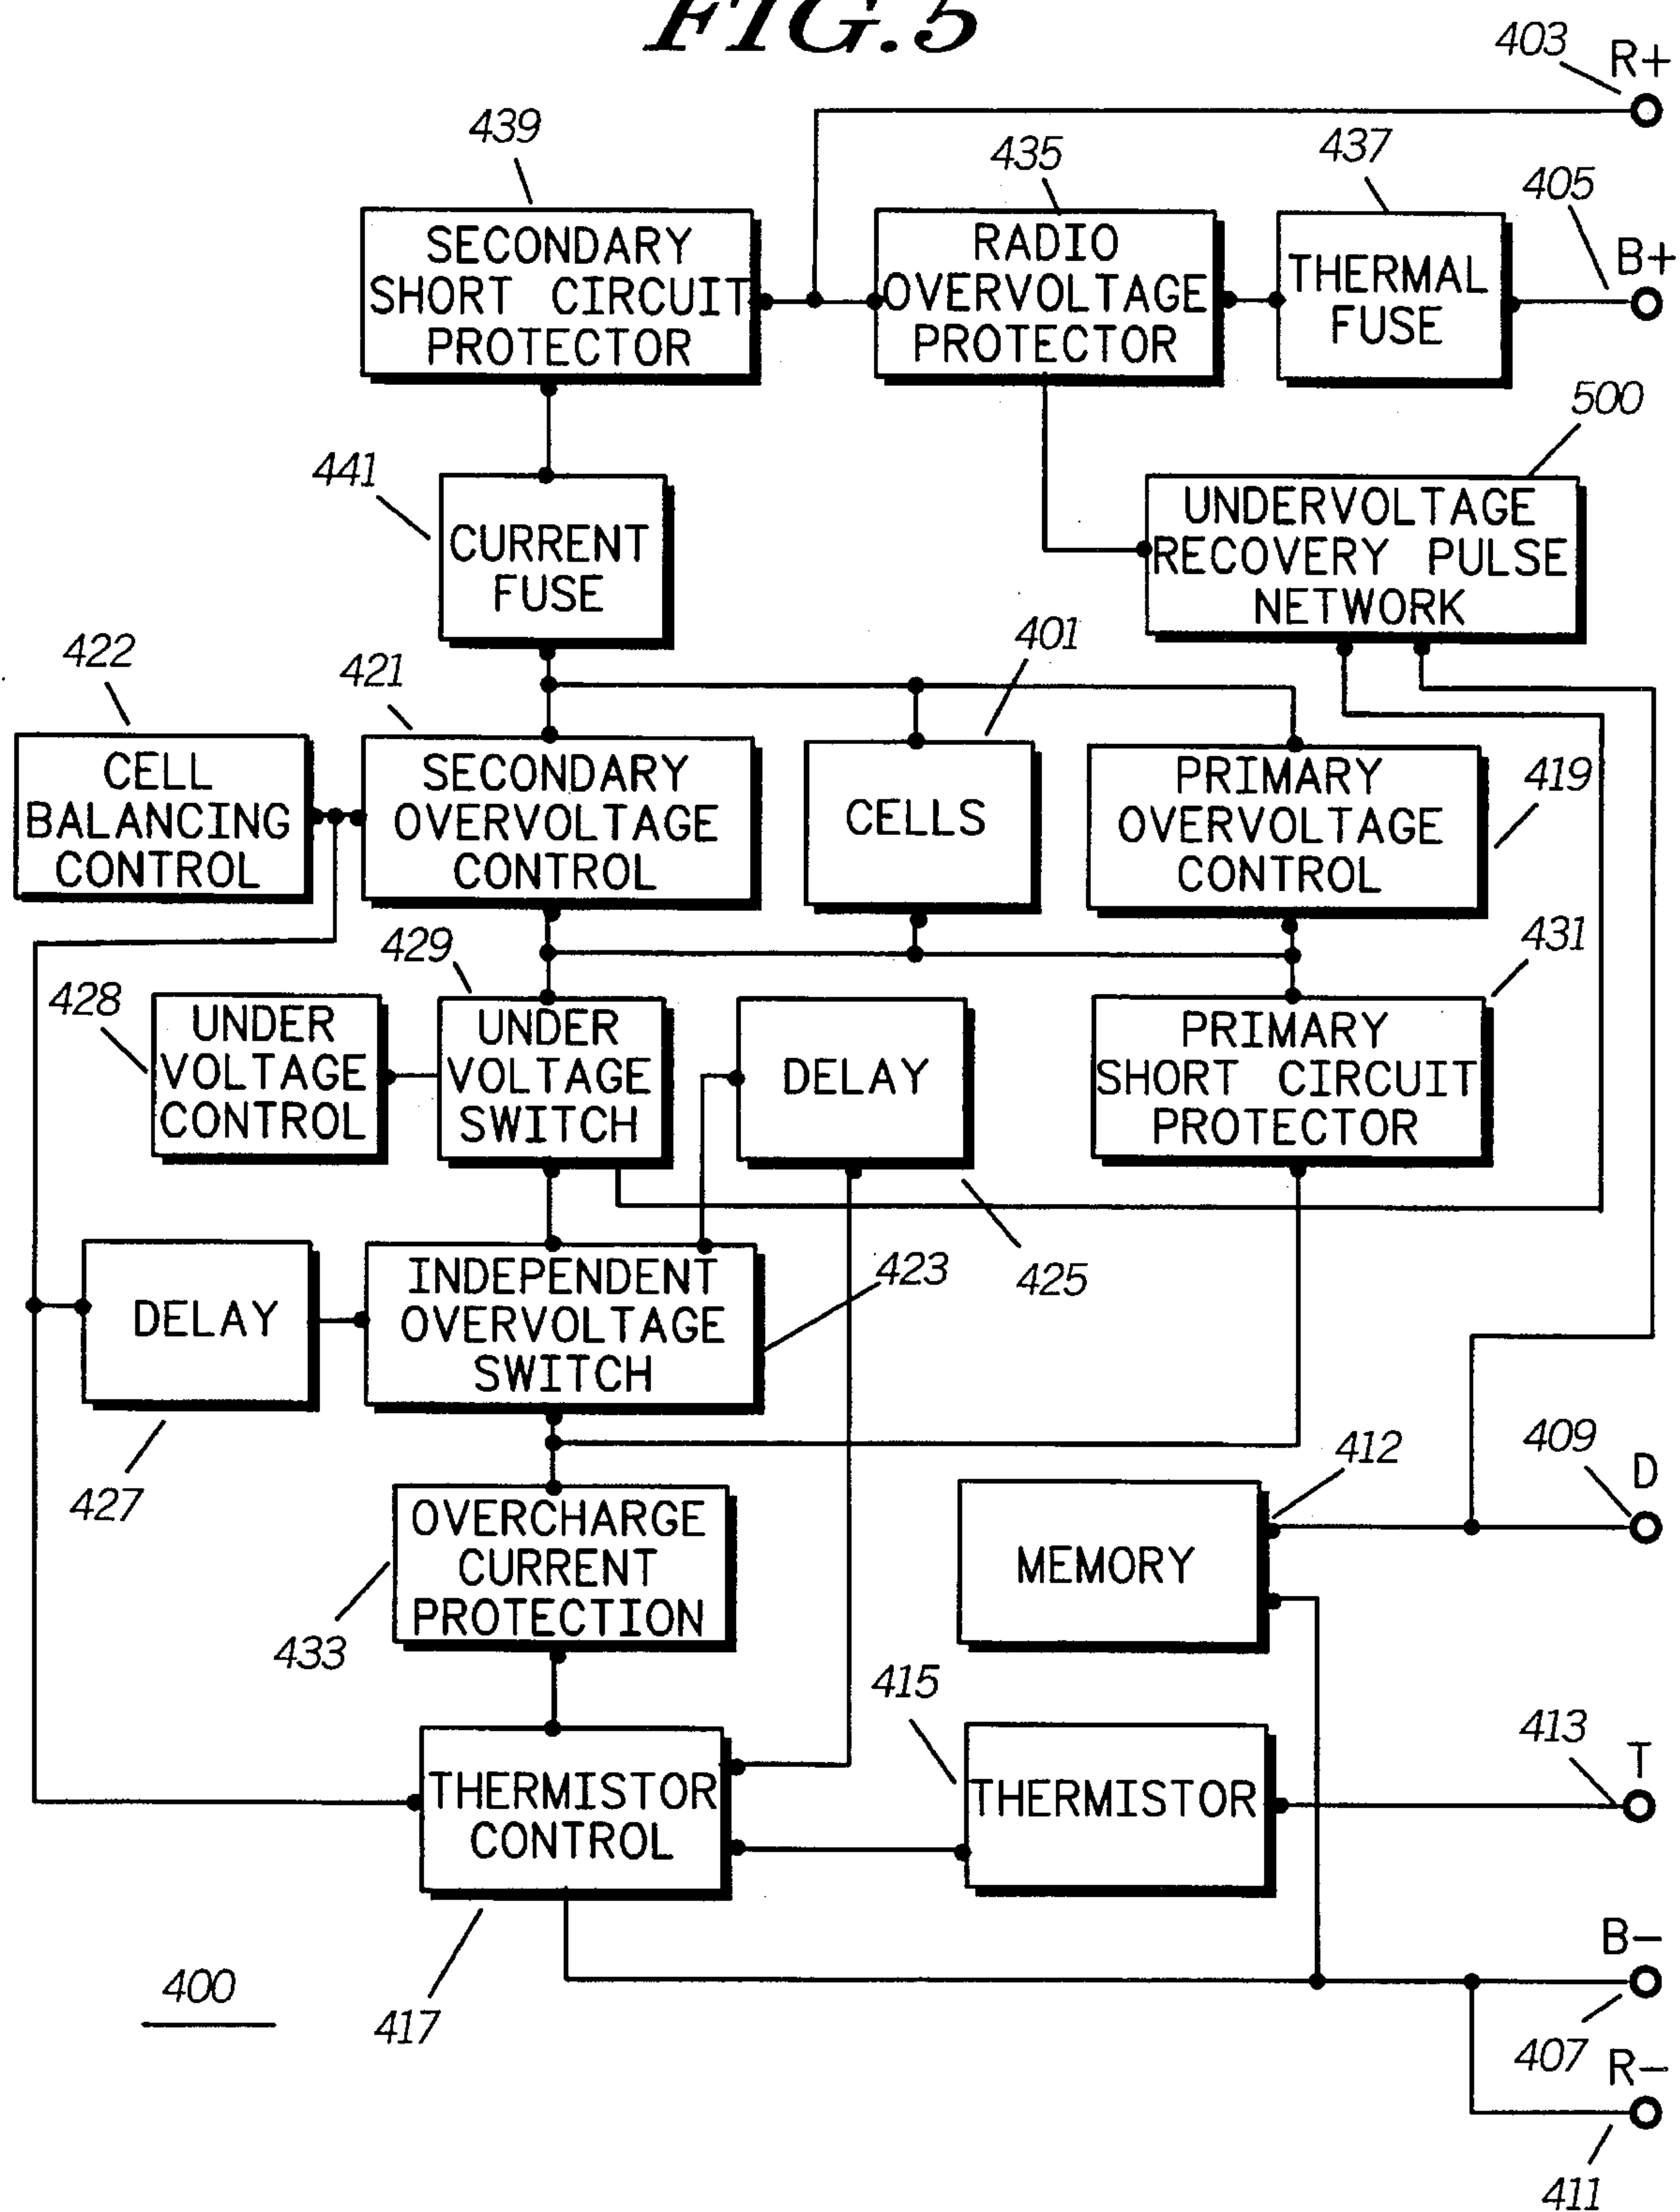 FIG.5
403
R+
439
435
437
405
B+
SECONDARY
SHORT CIRCUIT
PROTECTOR
RADIO
OVERVOLTAGE
PROTECTOR
THERMAL
FUSE
500
441
CURRENT
FUSE
UNDERVOLTAGE
RECOVERY PULSE
NETWORK
422
421
401
CELL
BALANCING
CONTROL
SECONDARY
OVERVOLTAGE
CONTROL
CELLS
PRIMARY
OVERVOLTAGE
CONTROL
419
429
431
428
UNDER
VOLTAGE
CONTROL
UNDER
VOLTAGE
SWITCH
DELAY
PRIMARY
SHORT CIRCUIT
PROTECTOR
DELAY
INDEPENDENT
OVERVOLTAGE
SWITCH
423
425
427
412
409
D
OVERCHARGE
CURRENT
PROTECTION
MEMORY
433
415
413
T
THERMISTOR
CONTROL
THERMISTOR
B-
400
417
407
R-
411